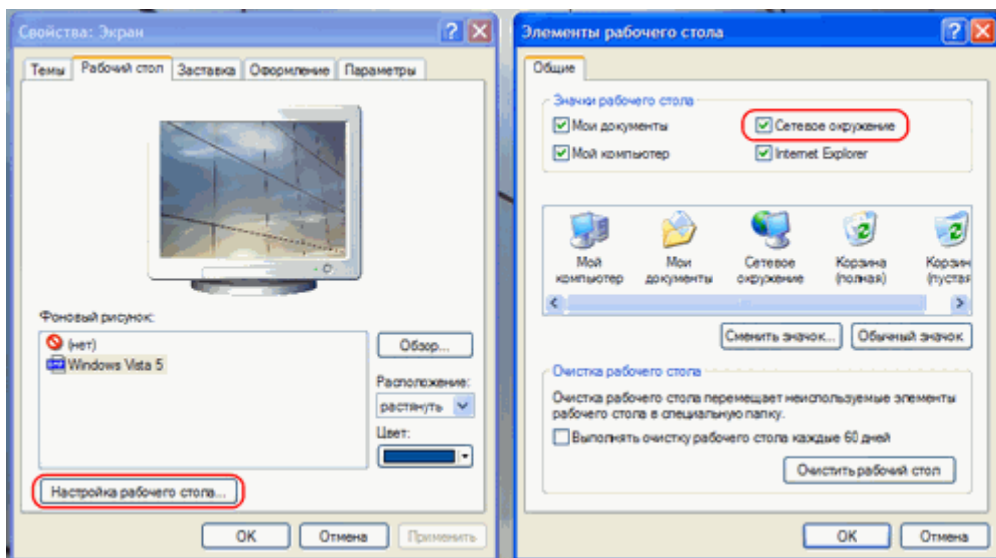 Свойства: Экран
Темы Рабочий стол Заставка Оформление Параметры
Фоновый рисунок:
(нет)
Windows Vista 5
Обзор...
Расположение:
растянуть
Цвет:
Настройка рабочего стола...
ОК Отмена Применить
Элементы рабочего стола
Общие
Значки рабочего стола
Мои документы Сетевое окружение
Мой компьютер Internet Explorer
Мой компьютер
Мои документы
Сетевое окружение
Корзина (полная)
Корзин (пустая
Сменить значок... Обычный значок
Очистка рабочего стола
Очистка рабочего стола перемещает неиспользуемые элементы
рабочего стола в специальную папку.
Выполнять очистку рабочего стола каждые 60 дней
Очистить рабочий стол
ОК Отмена